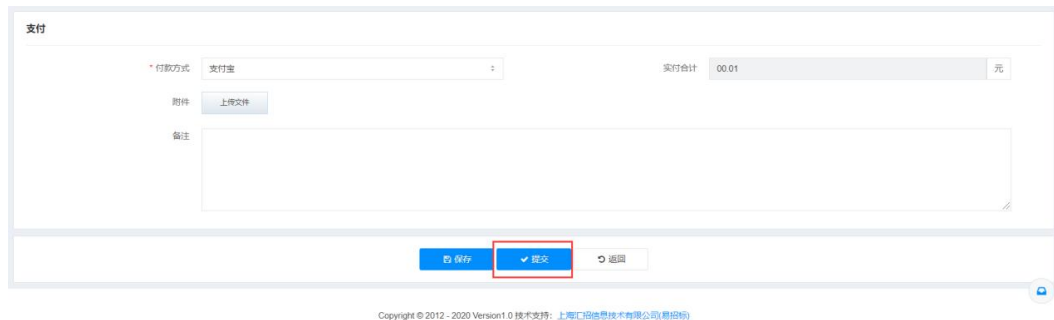 支付
* 付款方式 支付宝 实付合计 00.01 元
附件 上传文件
备注
保存 提交 返回
Copyright © 2012 - 2020 Version1.0 技术支持：上海汇招信息技术有限公司(易招标)